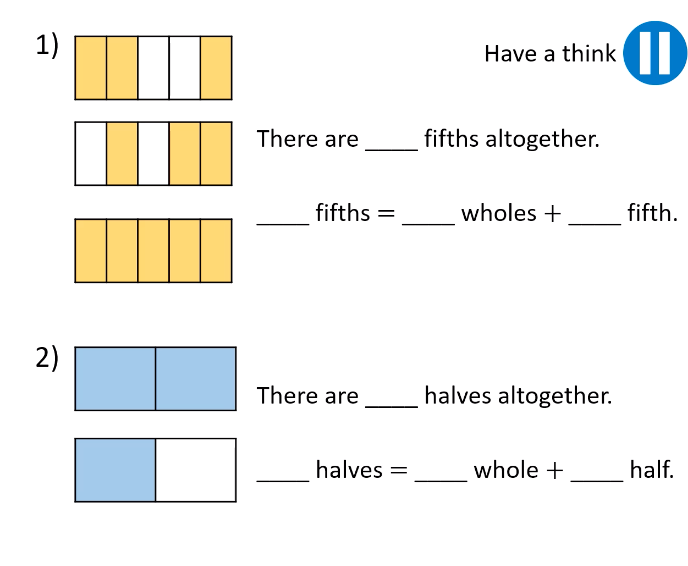 1)
Have a think
There are ____ fifths altogether.
____ fifths = ____ wholes + ____ fifth.
2)
There are ____ halves altogether.
____ halves = ____ whole + ____ half.